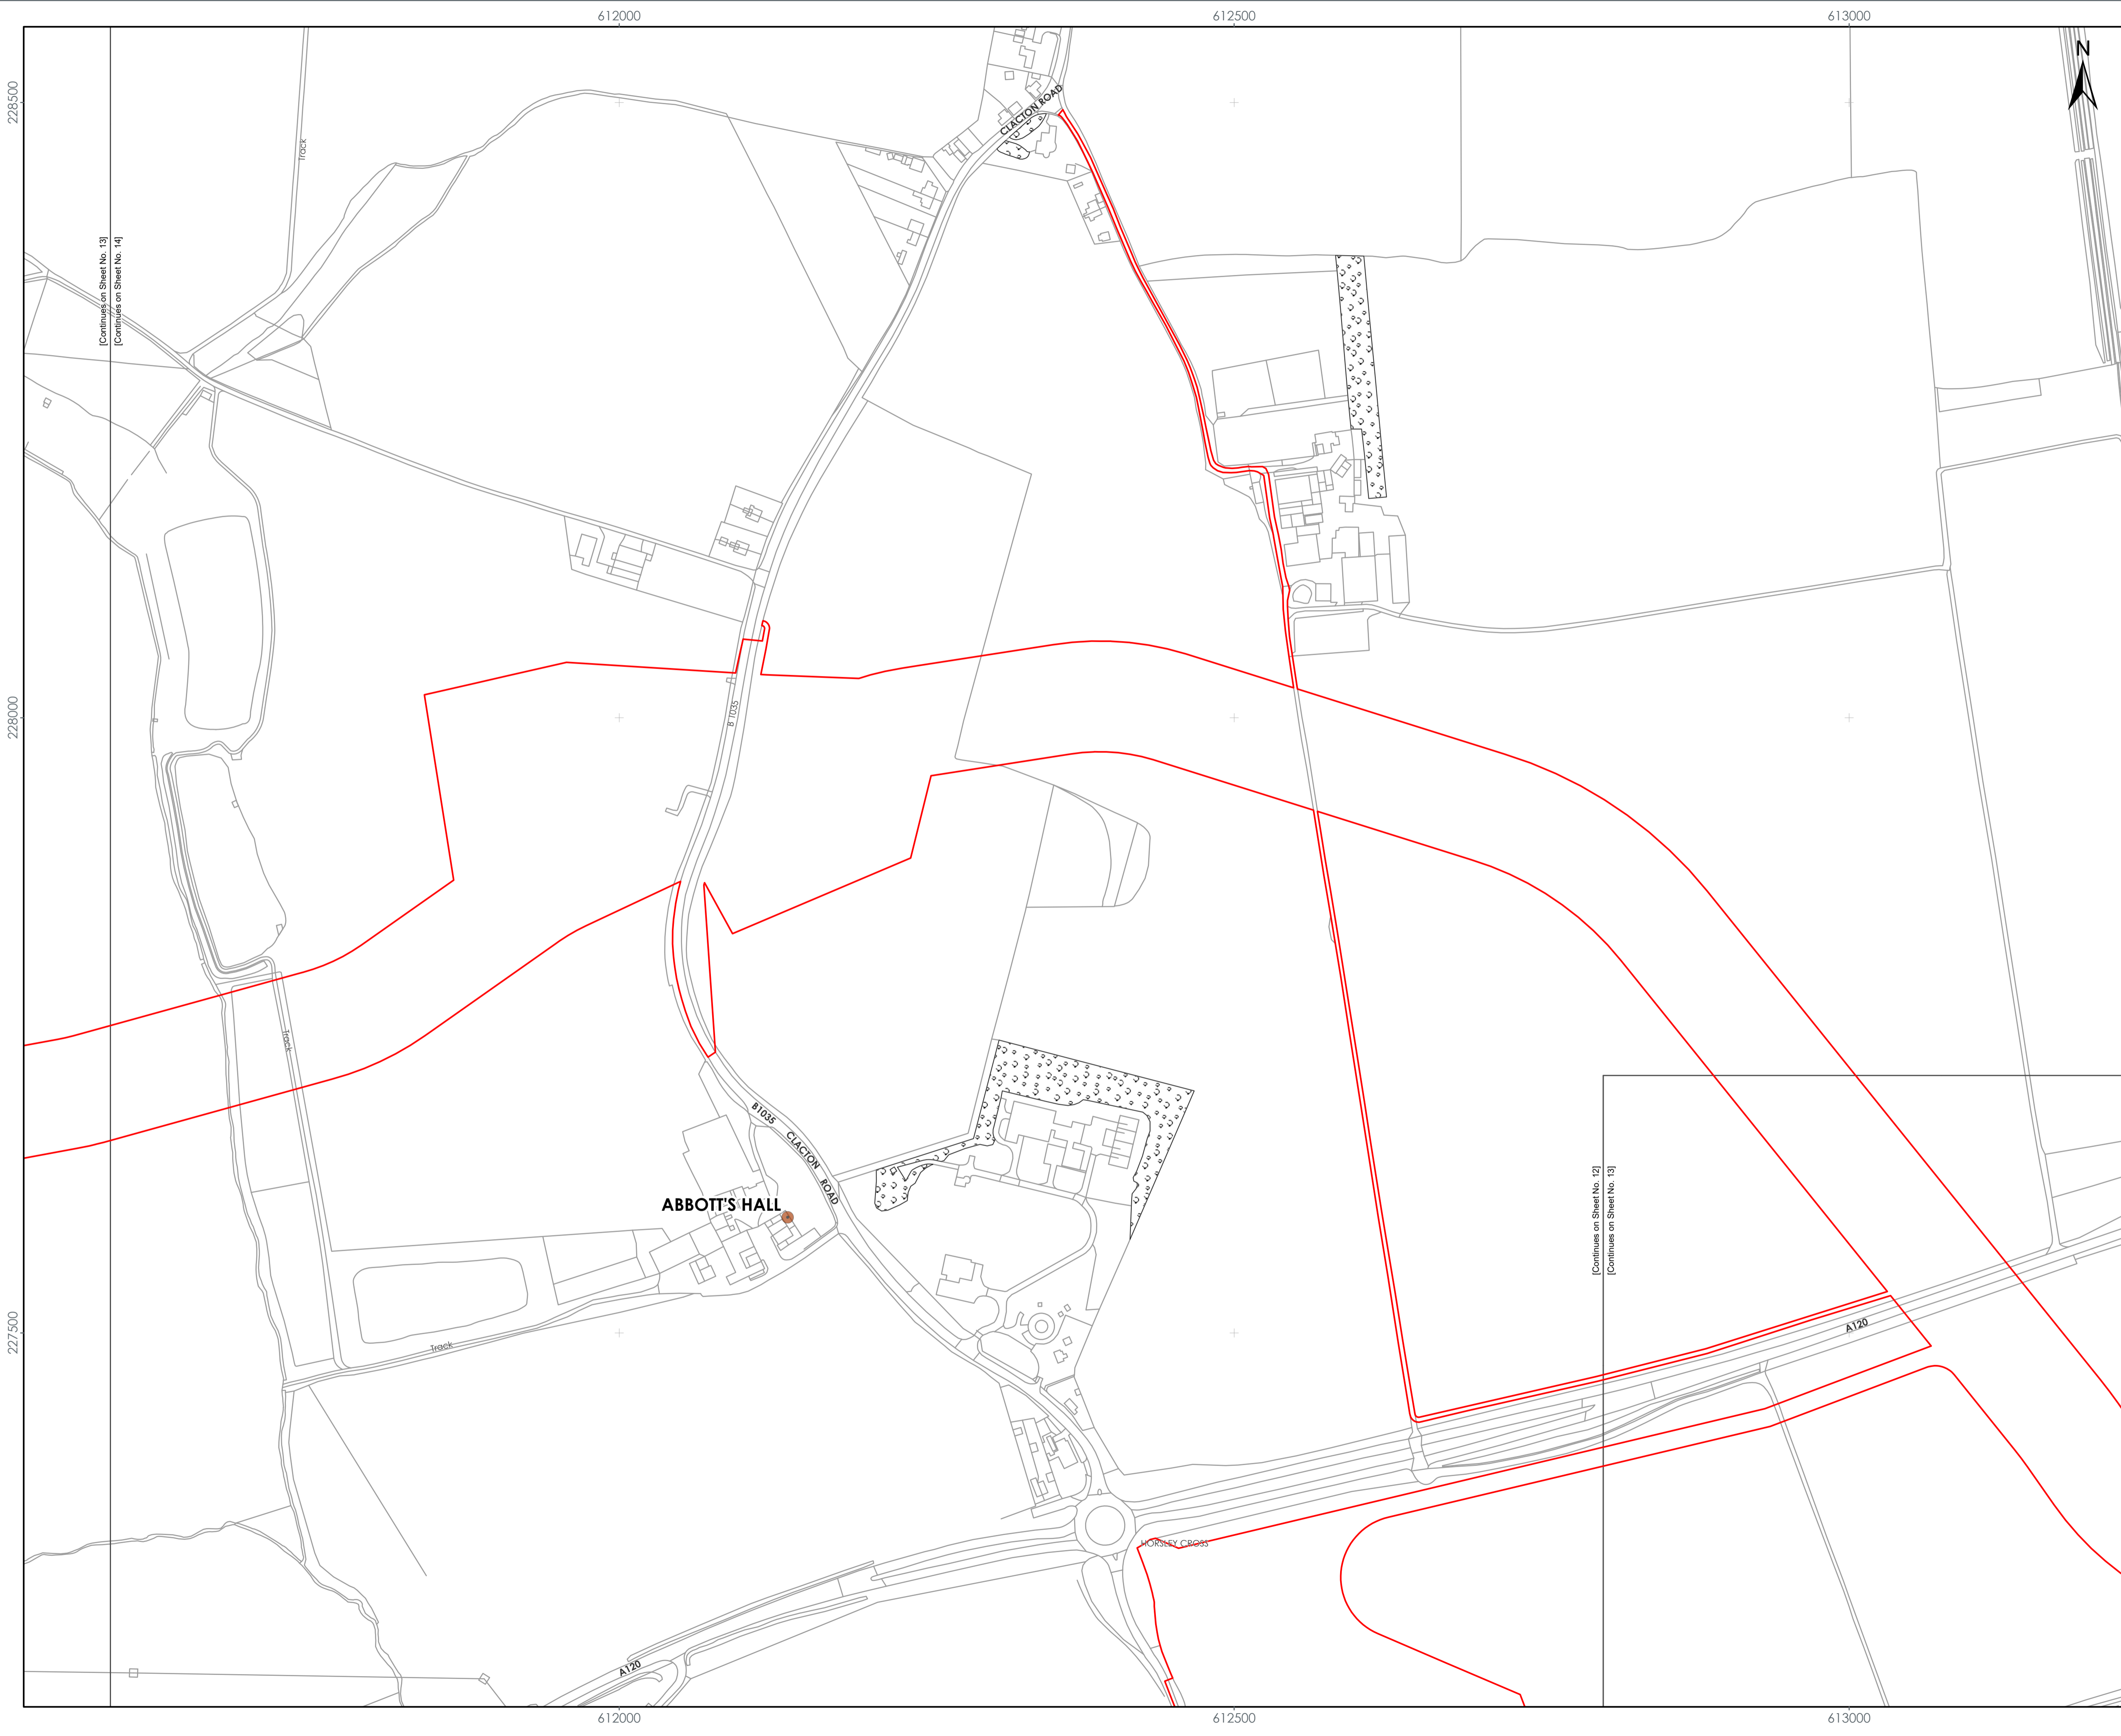 612000
612500
613000
N
228500
CLACTON ROAD
Track
[Continues on Sheet No. 13]
[Continues on Sheet No. 14]
228000
B 1035
Track
B1035
CLACTON
ROAD
ABBOTT'S HALL
[Continues on Sheet No. 12]
[Continues on Sheet No. 13]
227500
Track
A120
HORSLEY CROSS
A120
612000
612500
613000